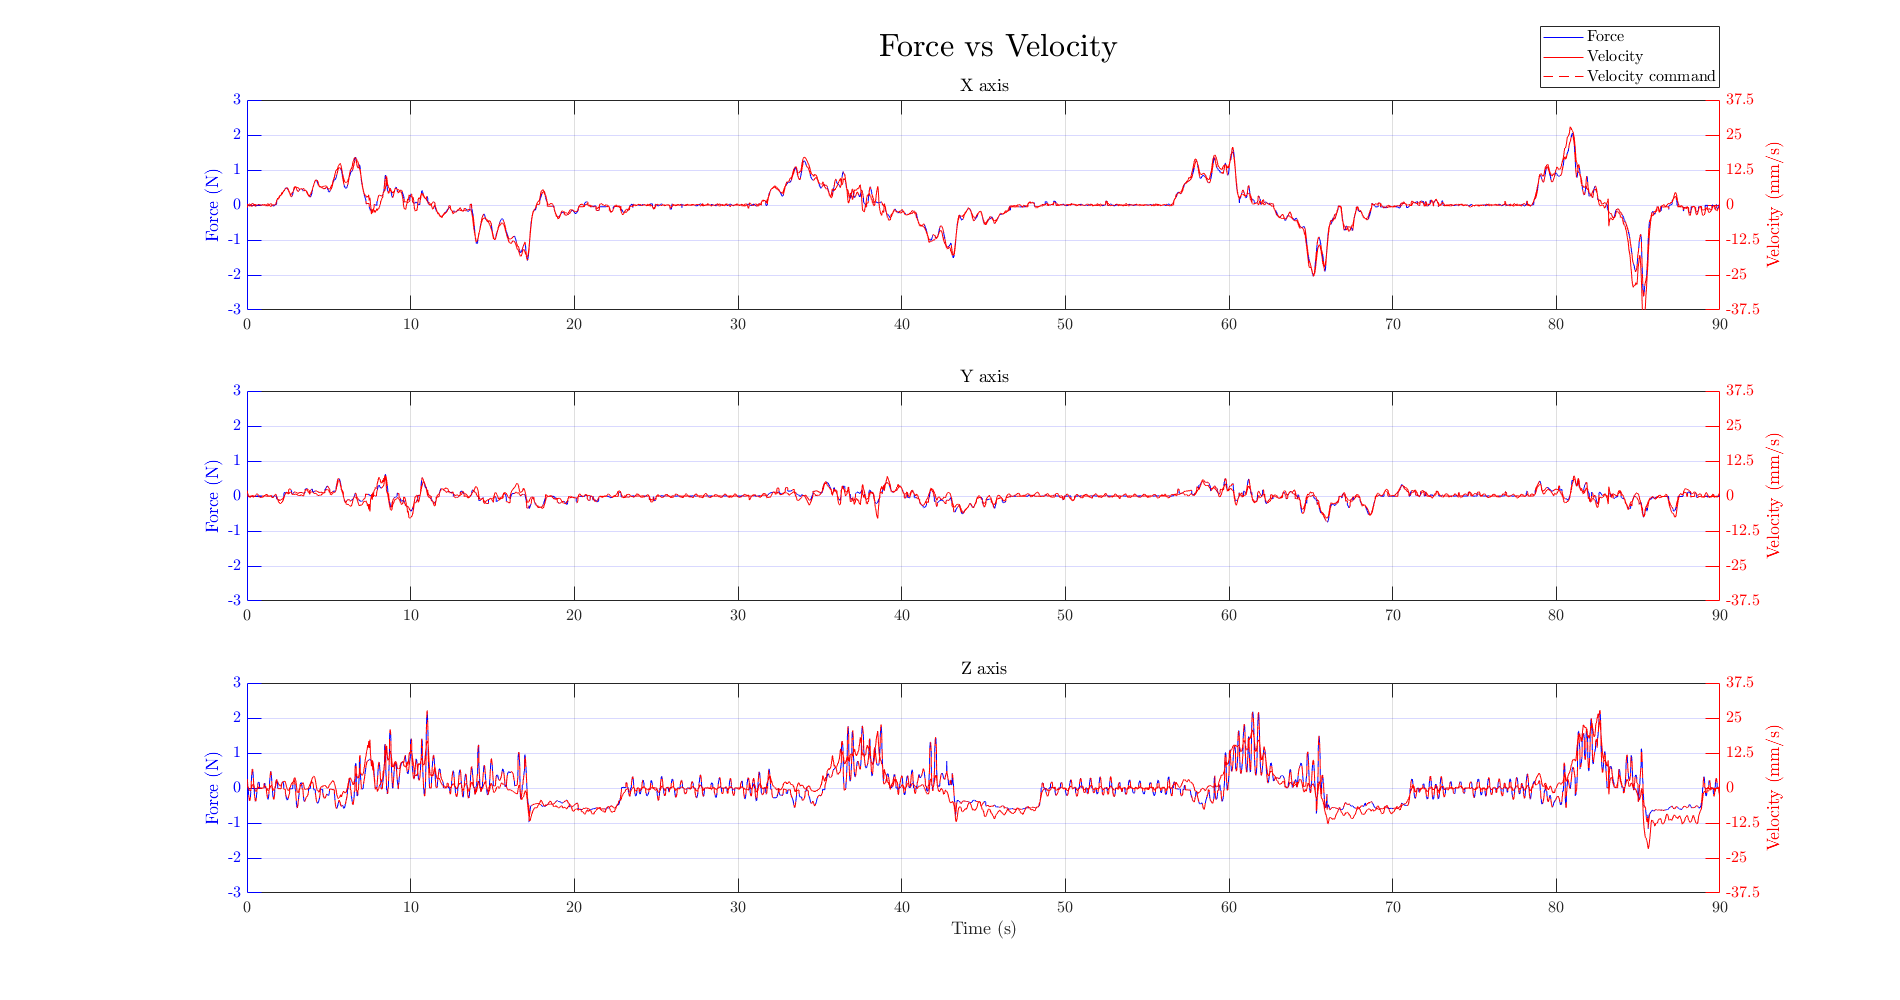 Force vs Velocity
Force
Velocity
Velocity command
X axis
3
2
1
0
-1
-2
-3
Force (N)
37.5
25
12.5
0
-12.5
-25
-37.5
Velocity (mm/s)
0 10 20 30 40 50 60 70 80 90
Y axis
3
2
1
0
-1
-2
-3
Force (N)
37.5
25
12.5
0
-12.5
-25
-37.5
Velocity (mm/s)
0 10 20 30 40 50 60 70 80 90
Z axis
3
2
1
0
-1
-2
-3
Force (N)
37.5
25
12.5
0
-12.5
-25
-37.5
Velocity (mm/s)
0 10 20 30 40 50 60 70 80 90
Time (s)